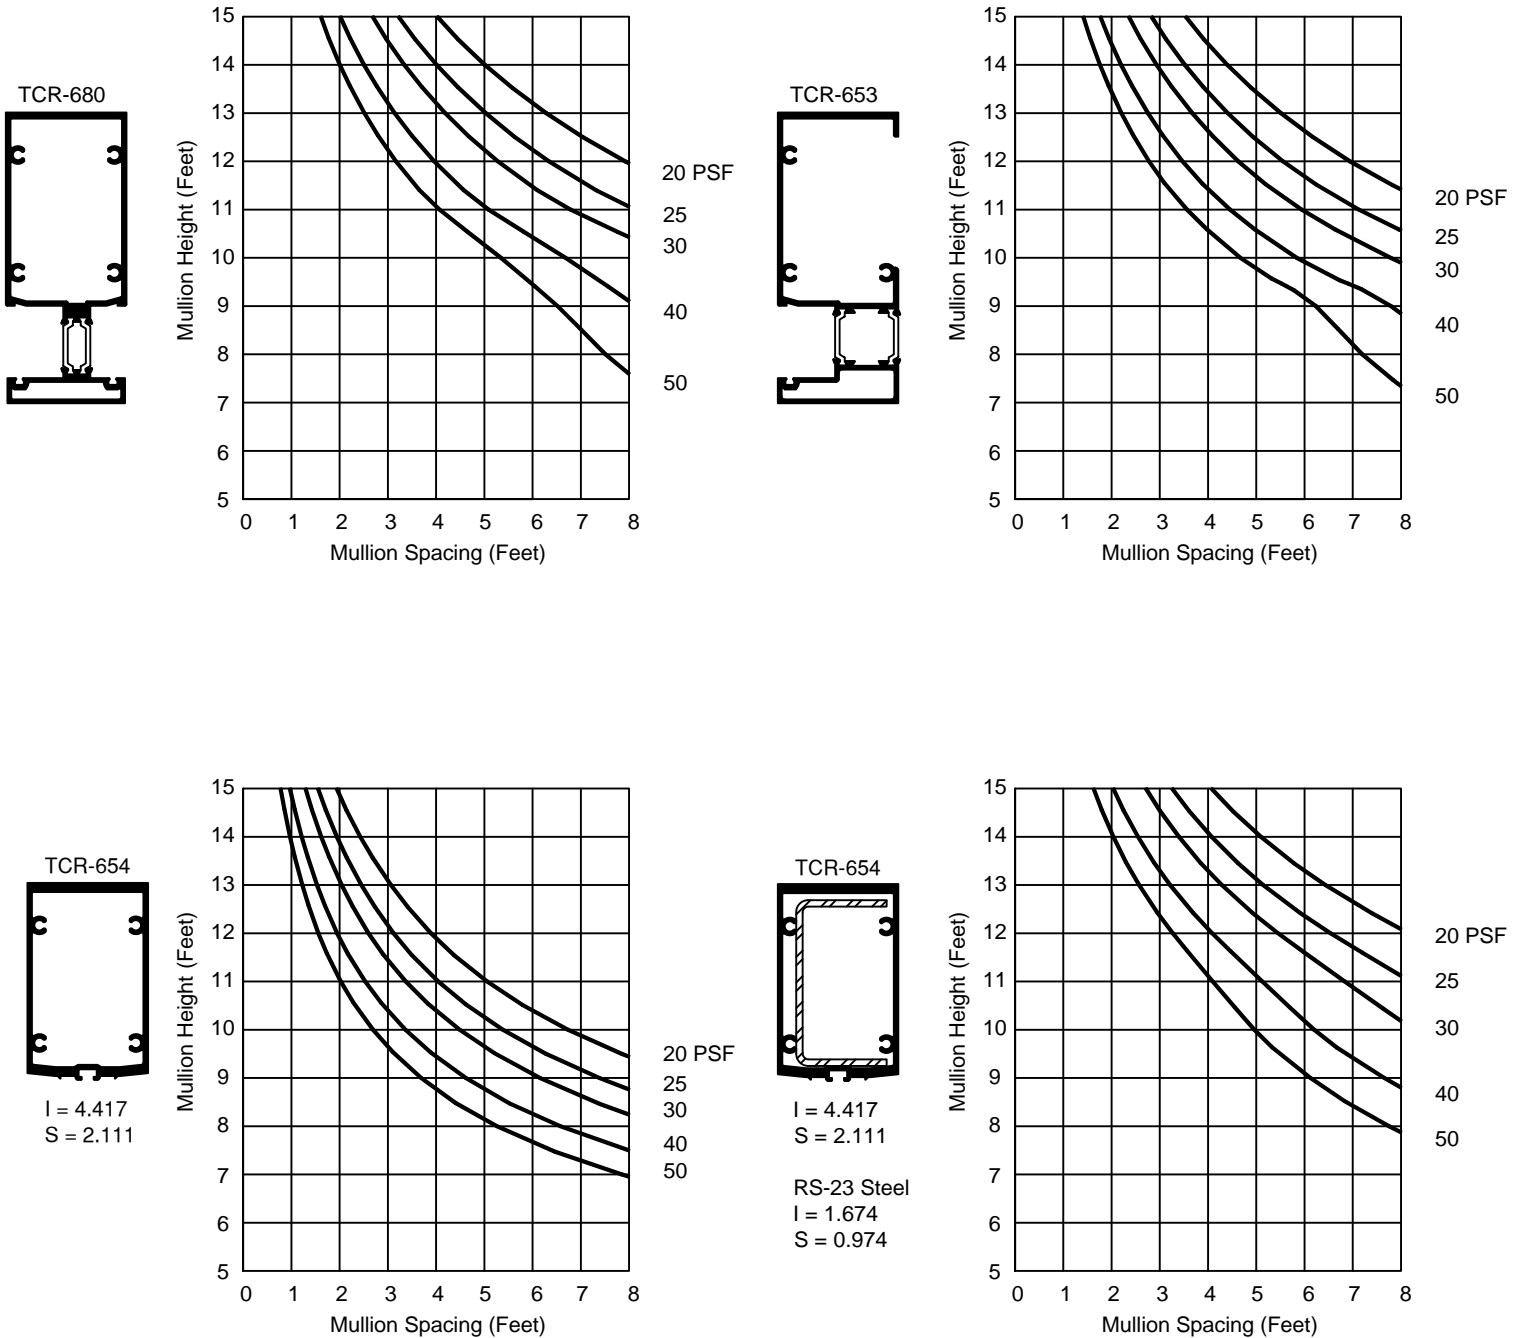 TCR-680
Mullion Height (Feet)
15
14
13
12
11
10
9
8
7
6
5
0 1 2 3 4 5 6 7 8
Mullion Spacing (Feet)
20 PSF
25
30
40
50
TCR-653
Mullion Height (Feet)
15
14
13
12
11
10
9
8
7
6
5
0 1 2 3 4 5 6 7 8
Mullion Spacing (Feet)
20 PSF
25
30
40
50
TCR-654
I = 4.417
S = 2.111
Mullion Height (Feet)
15
14
13
12
11
10
9
8
7
6
5
0 1 2 3 4 5 6 7 8
Mullion Spacing (Feet)
20 PSF
25
30
40
50
TCR-654
I = 4.417
S = 2.111
RS-23 Steel
I = 1.674
S = 0.974
Mullion Height (Feet)
15
14
13
12
11
10
9
8
7
6
5
0 1 2 3 4 5 6 7 8
Mullion Spacing (Feet)
20 PSF
25
30
40
50